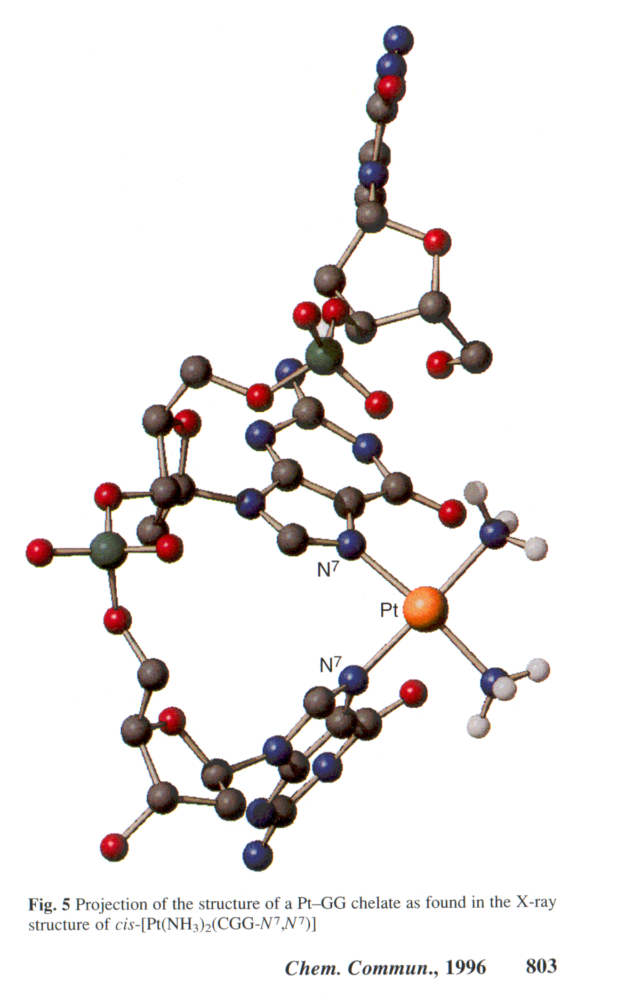 N7
Pt
N7
Fig. 5 Projection of the structure of a Pt–GG chelate as found in the X-ray
structure of cis-[Pt(NH3)2(CGG-N7,N7)]
Chem. Commun., 1996 803